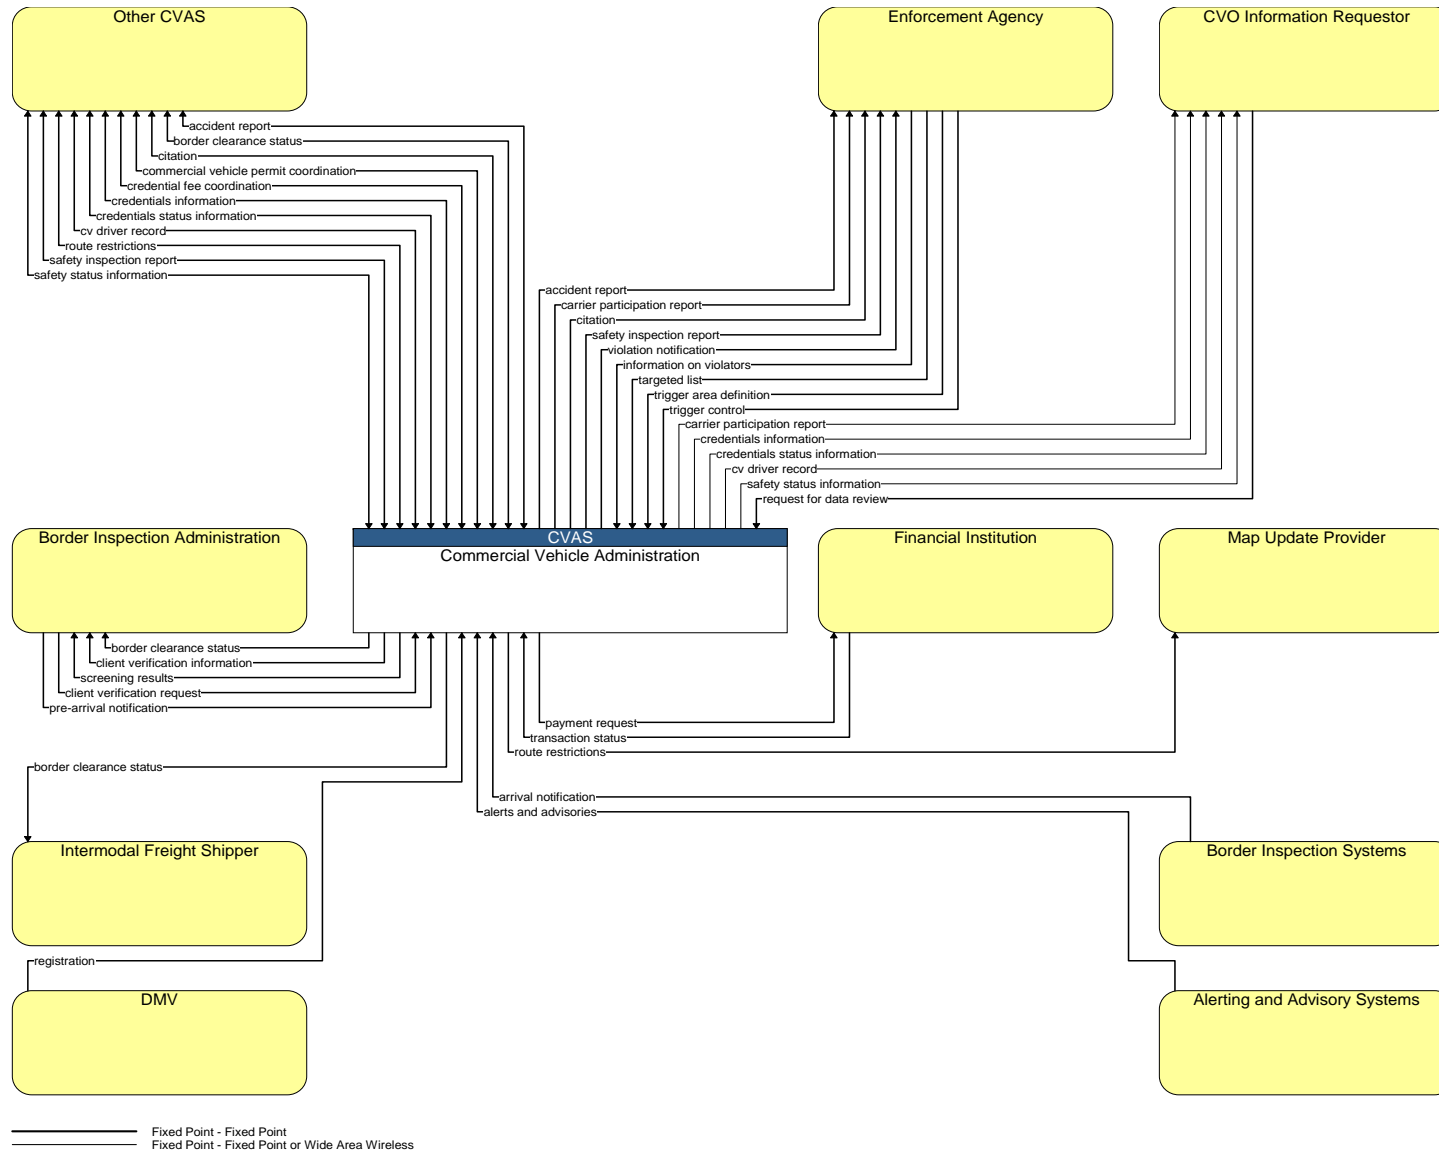 Other CVAS
Enforcement Agency
CVO Information Requestor
accident report
border clearance status
citation
commercial vehicle permit coordination
credential fee coordination
credentials information
credentials status information
cv driver record
route restrictions
safety inspection report
safety status information
accident report
carrier participation report
citation
safety inspection report
violation notification
information on violators
targeted list
trigger area definition
trigger control
carrier participation report
credentials information
credentials status information
cv driver record
safety status information
request for data review
Border Inspection Administration
CVAS
Commercial Vehicle Administration
Financial Institution
Map Update Provider
border clearance status
client verification information
screening results
client verification request
pre-arrival notification
payment request
transaction status
route restrictions
border clearance status
arrival notification
alerts and advisories
Intermodal Freight Shipper
Border Inspection Systems
registration
DMV
Alerting and Advisory Systems
Fixed Point - Fixed Point
Fixed Point - Fixed Point or Wide Area Wireless